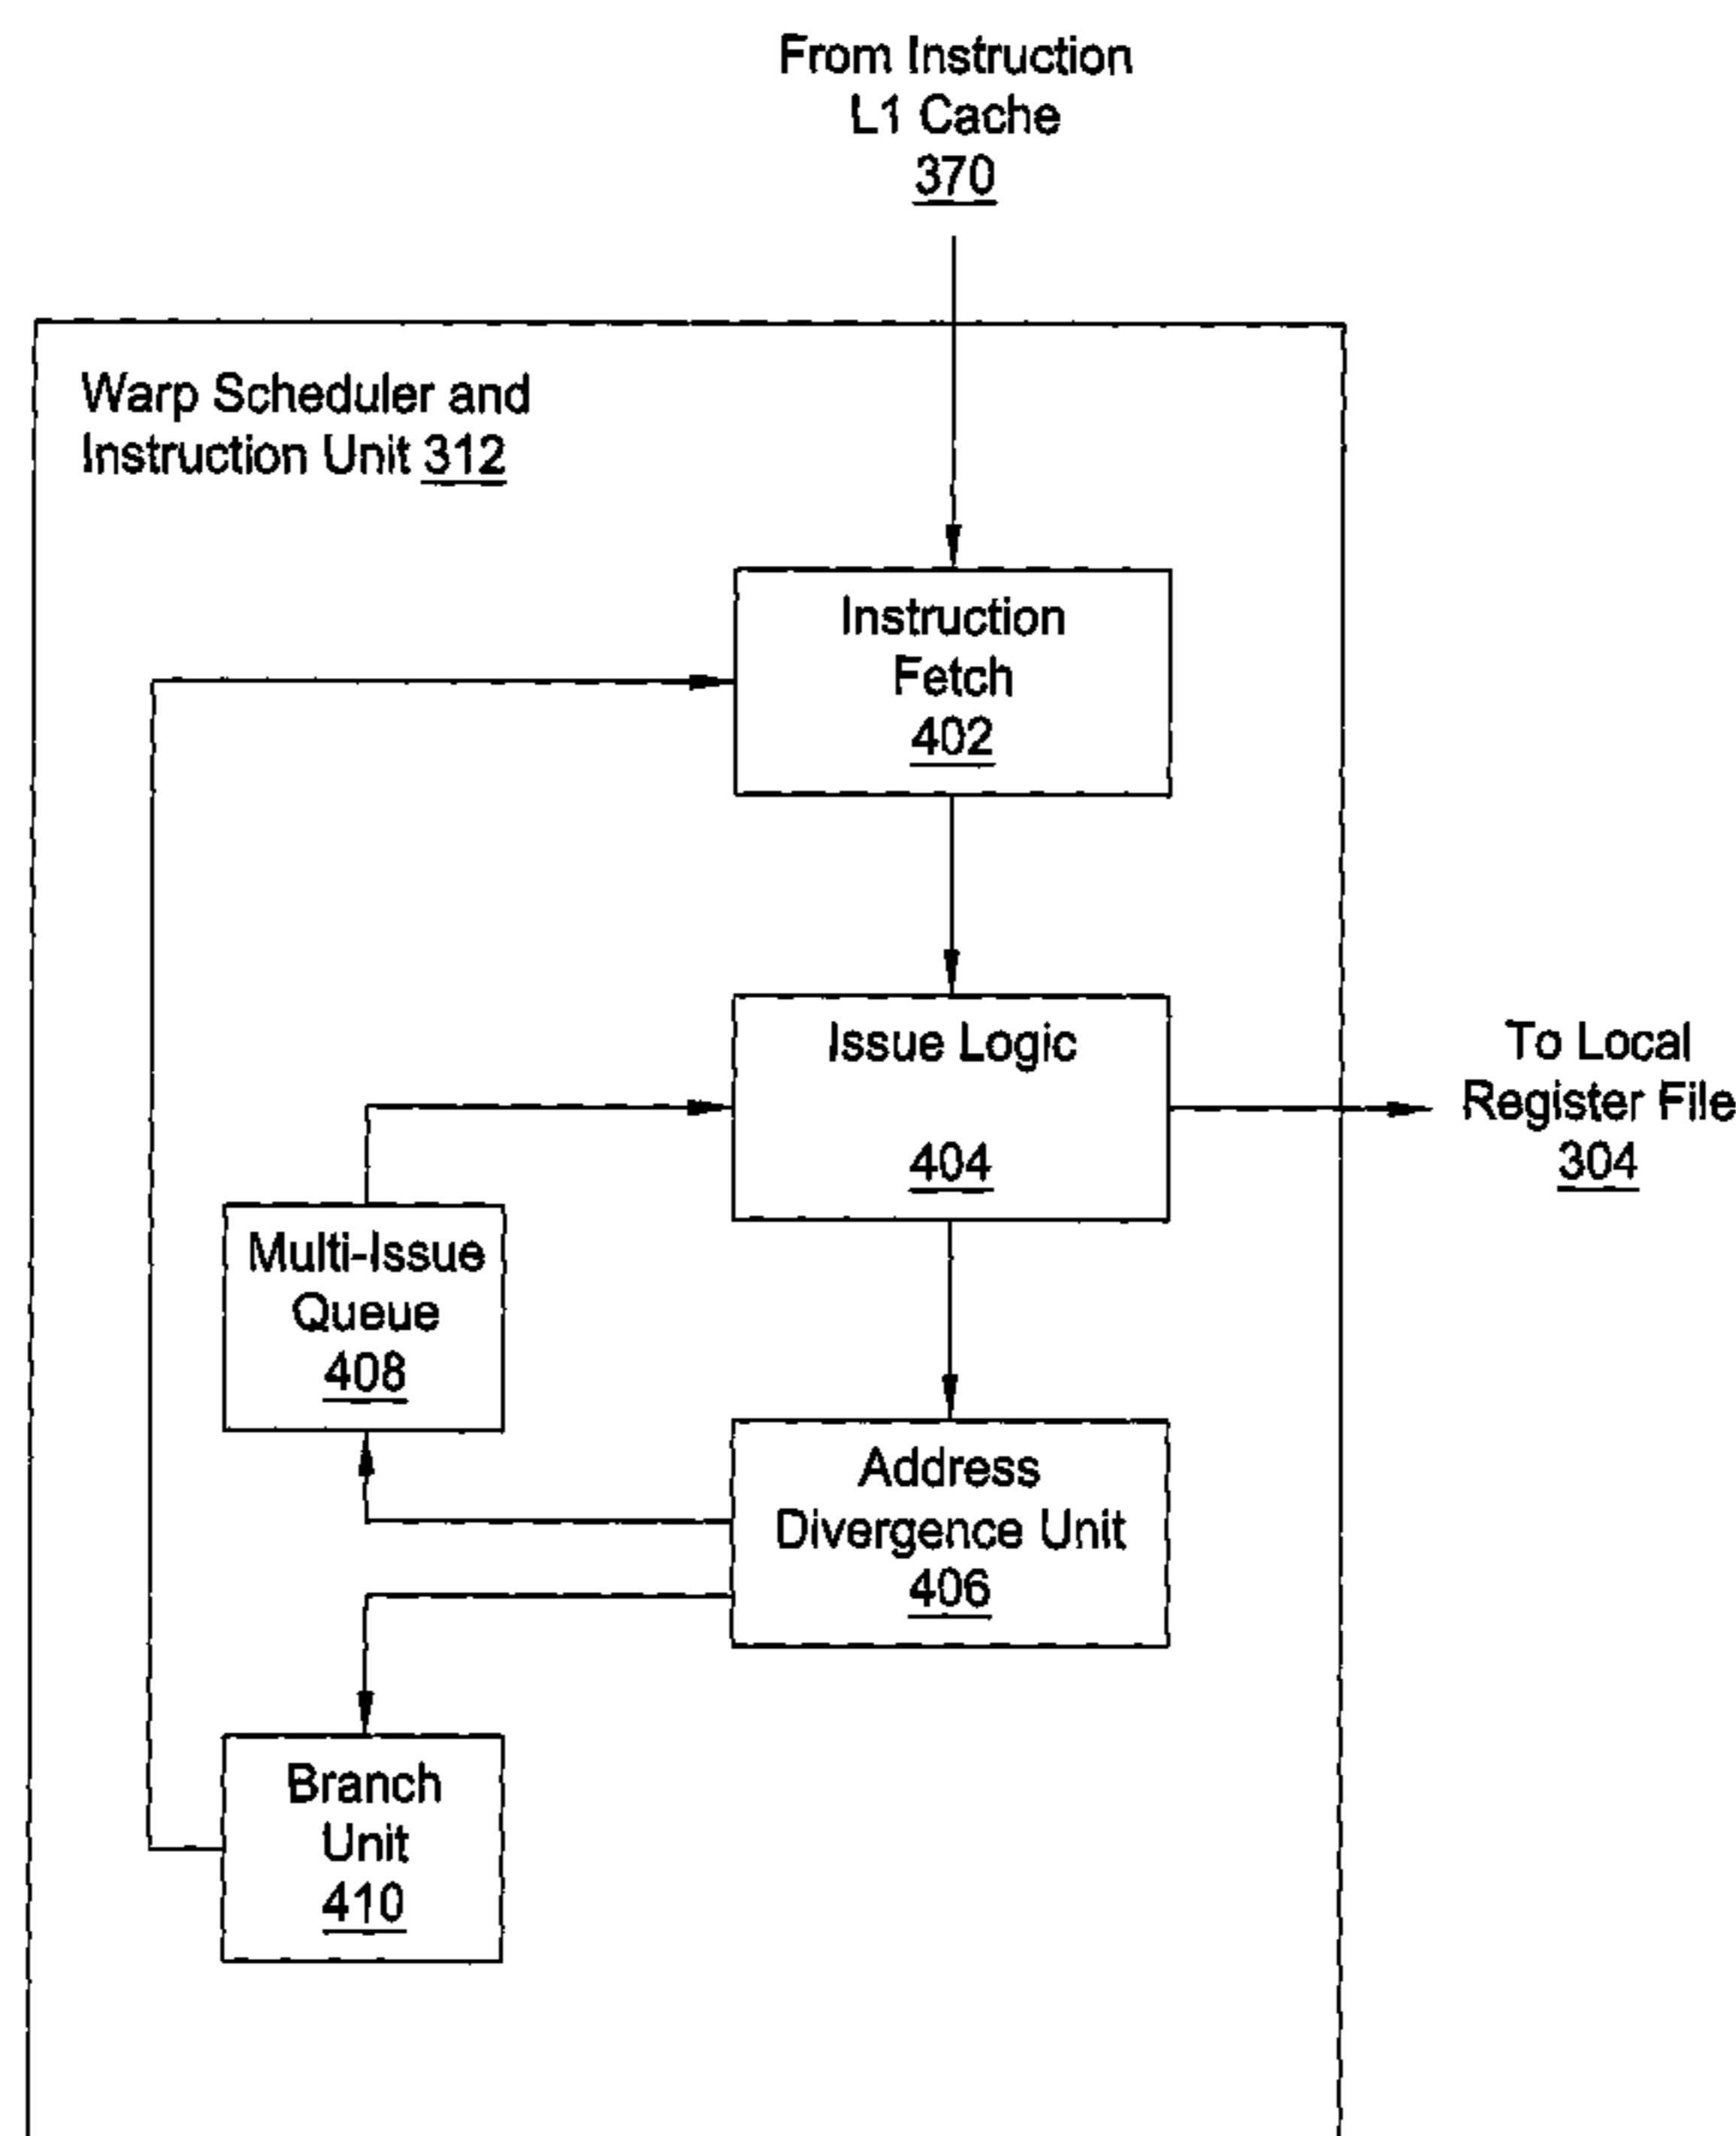 From Instruction
L1 Cache
370
Warp Scheduler and
Instruction Unit 312
Instruction
Fetch
402
Issue Logic
404
To Local
Register File
304
Multi-Issue
Queue
408
Address
Divergence Unit
406
Branch
Unit
410